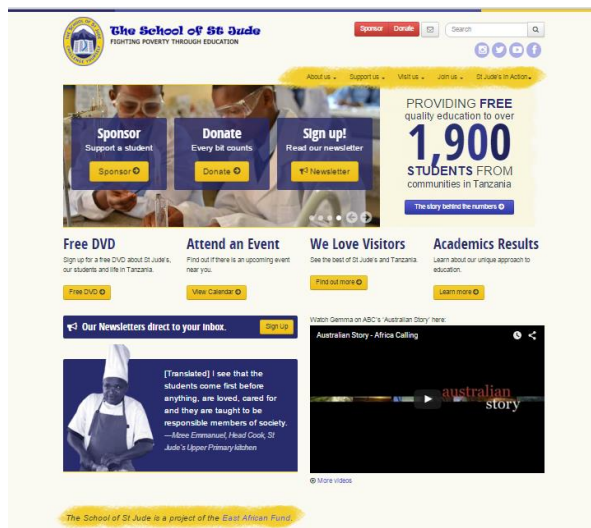 The School of St Jude
FIGHTING POVERTY THROUGH EDUCATION
Sponsor Donate Search
About us Support us Visit us Join us St Jude's In Action
Sponsor
Support a student
Sponsor
Donate
Every bit counts
Donate
Sign up!
Read our newsletter
Newsletter
PROVIDING FREE
quality education to over
1,900
STUDENTS FROM
communities in Tanzania
The story behind the numbers
Free DVD
Sign up for a free DVD about St Jude's,
our students and life in Tanzania.
Free DVD
Attend an Event
Find out if there is an upcoming event
near you.
View Calendar
We Love Visitors
See the best of St Jude's and Tanzania.
Find out more
Academics Results
Learn about our unique approach to
education.
Learn more
Our Newsletters direct to your inbox.
Sign Up
[Translated] I see that the
students come first before
anything, are loved, cared for
and they are taught to be
responsible members of society.
—Mzee Emmanuel, Head Cook, St
Jude's Upper Primary kitchen
Watch Gemma on ABC's 'Australian Story' here:
Australian Story - Africa Calling
australian
story
More videos
The School of St Jude is a project of the East African Fund.